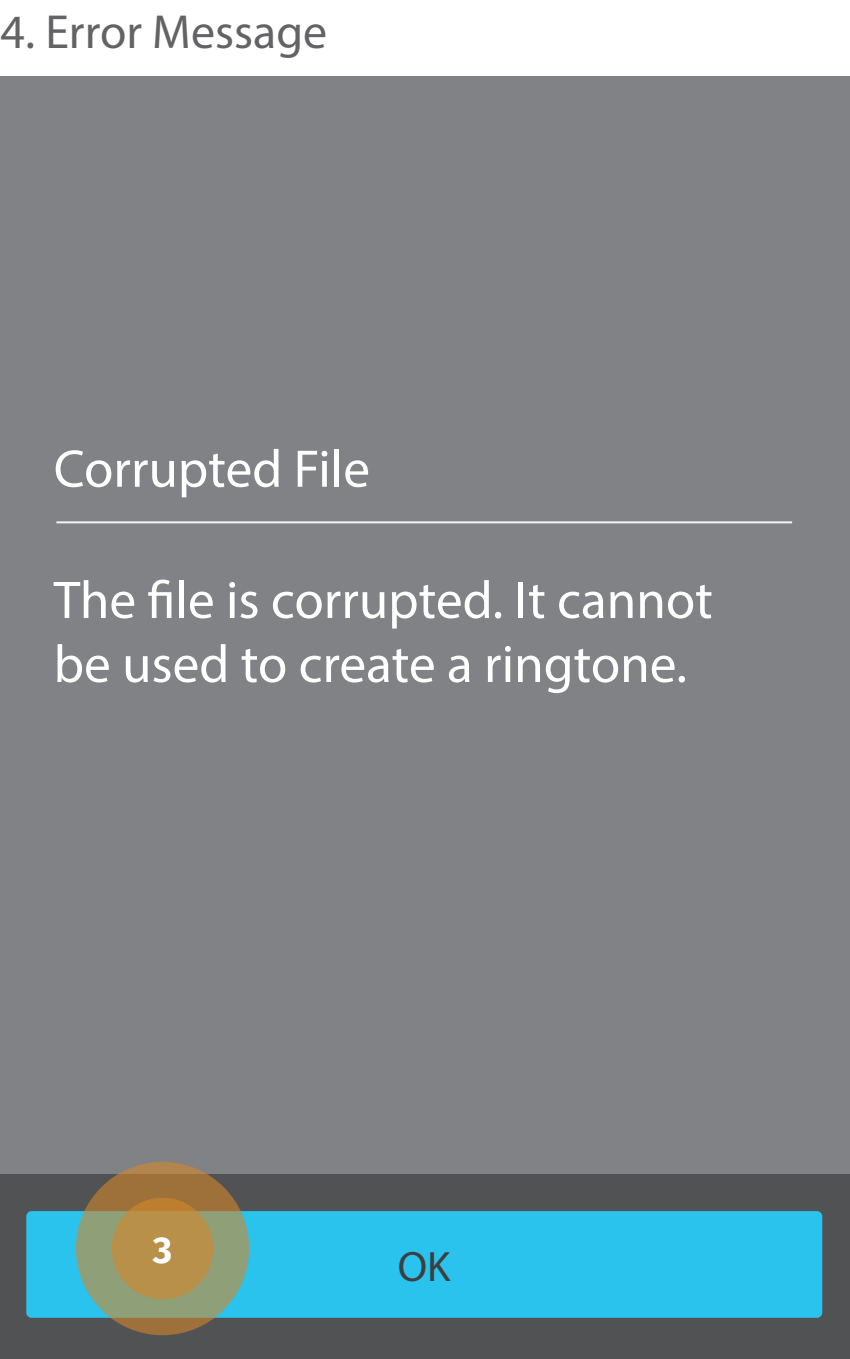 4. Error Message
Corrupted File
The file is corrupted. It cannot
be used to create a ringtone.
3
OK